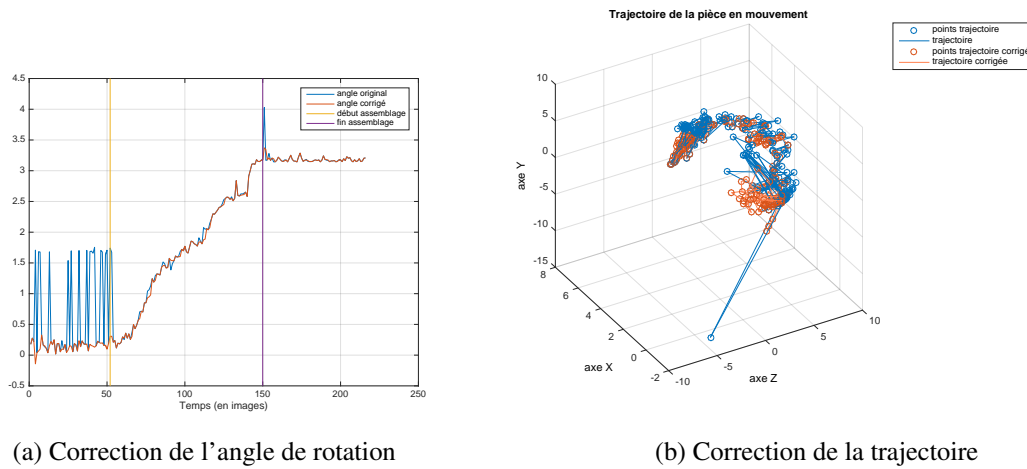 4.5
4
3.5
3
2.5
2
1.5
1
0.5
0
-0.5
0
50
100
150
200
250
Temps (en images)
angle original
angle corrigé
début assemblage
fin assemblage
Trajectoire de la pièce en mouvement
points trajectoire
trajectoire
points trajectoire corrigé
trajectoire corrigée
10
5
0
-5
-10
-15
axe Y
8
6
4
2
0
-2
axe X
-10
-5
0
5
10
axe Z
(a) Correction de l'angle de rotation
(b) Correction de la trajectoire